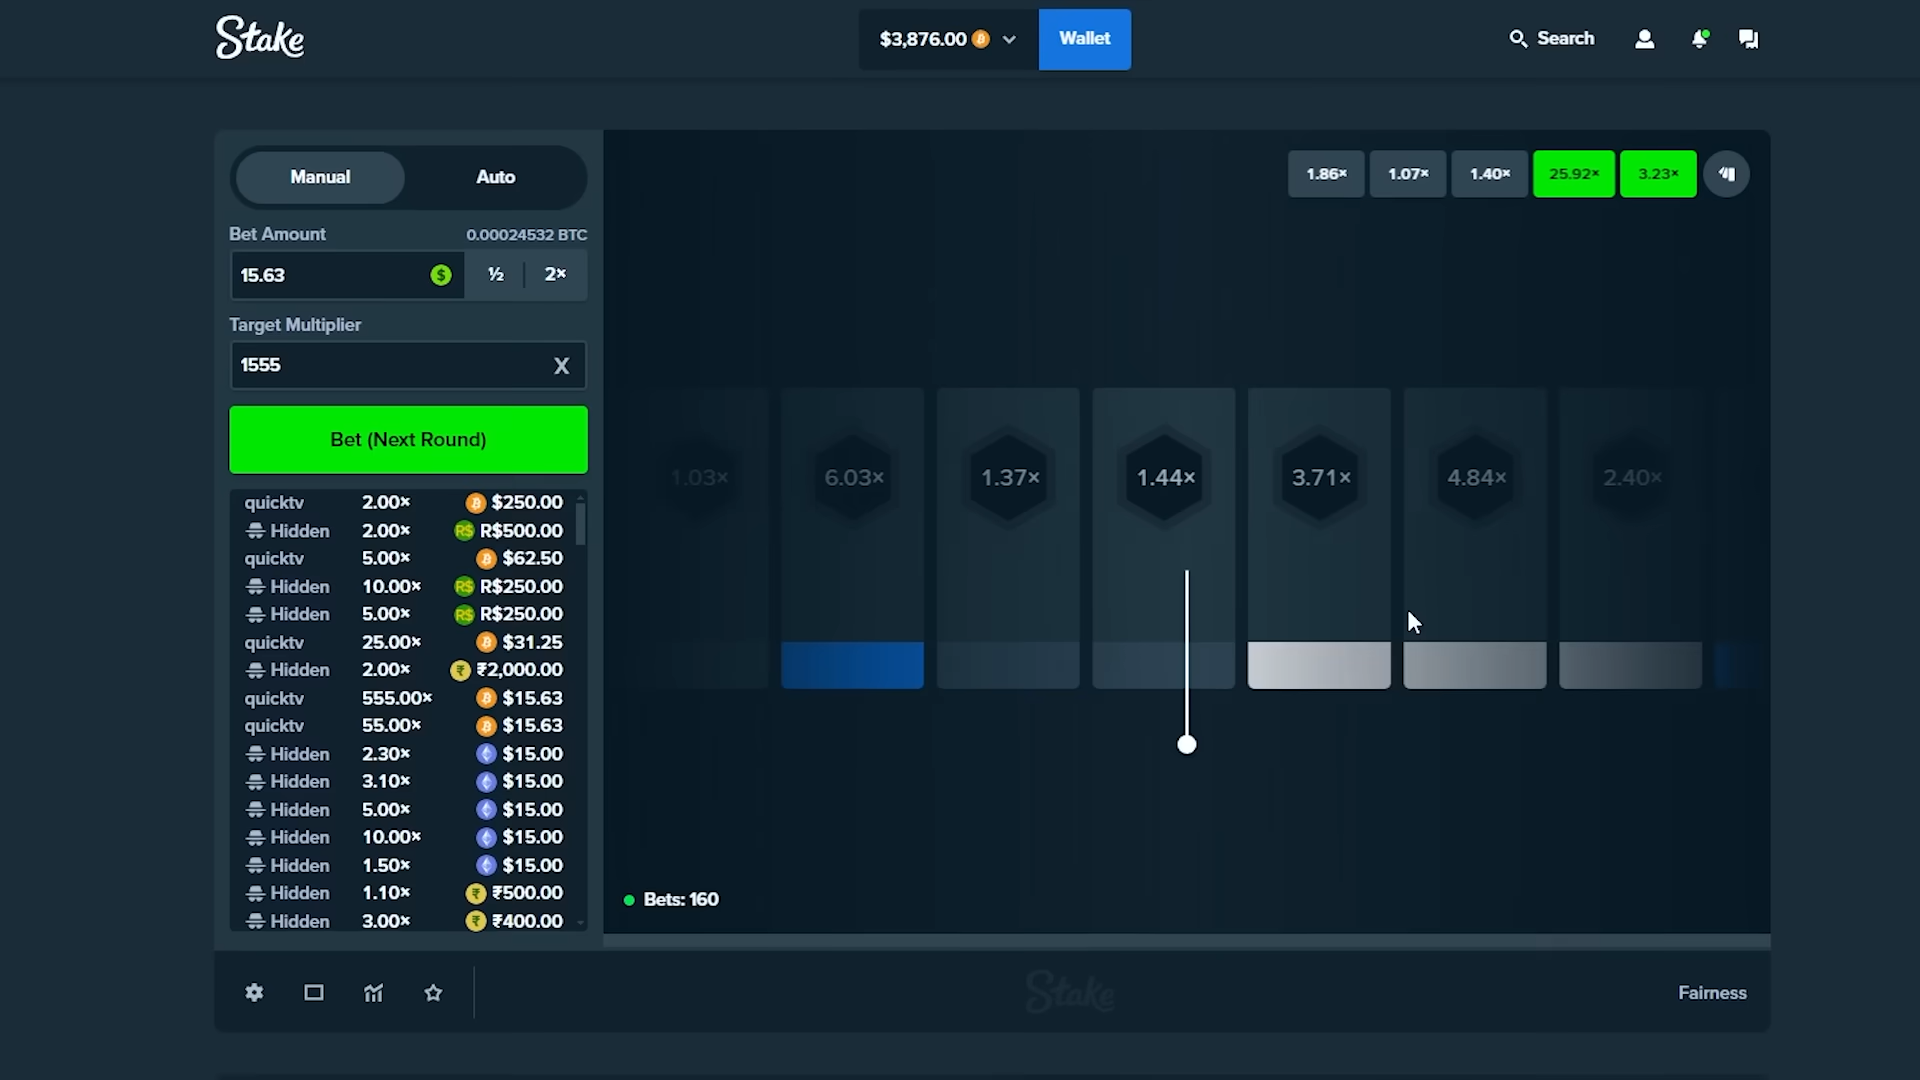 Stake
$3,876.00
Wallet
Search
Manual
Auto
Bet Amount
0.00024532 BTC
15.63
½
2×
Target Multiplier
1555
X
Bet (Next Round)
quicktv 2.00× $250.00
Hidden 2.00× R$500.00
quicktv 5.00× $62.50
Hidden 10.00× R$250.00
Hidden 5.00× R$250.00
quicktv 25.00× $31.25
Hidden 2.00× ₹2,000.00
quicktv 555.00× $15.63
quicktv 55.00× $15.63
Hidden 2.30× $15.00
Hidden 3.10× $15.00
Hidden 5.00× $15.00
Hidden 10.00× $15.00
Hidden 1.50× $15.00
Hidden 1.10× ₹500.00
Hidden 3.00× ₹400.00
1.86× 1.07× 1.40× 25.92× 3.23×
1.03× 6.03× 1.37× 1.44× 3.71× 4.84× 2.40×
Bets: 160
Stake
Fairness